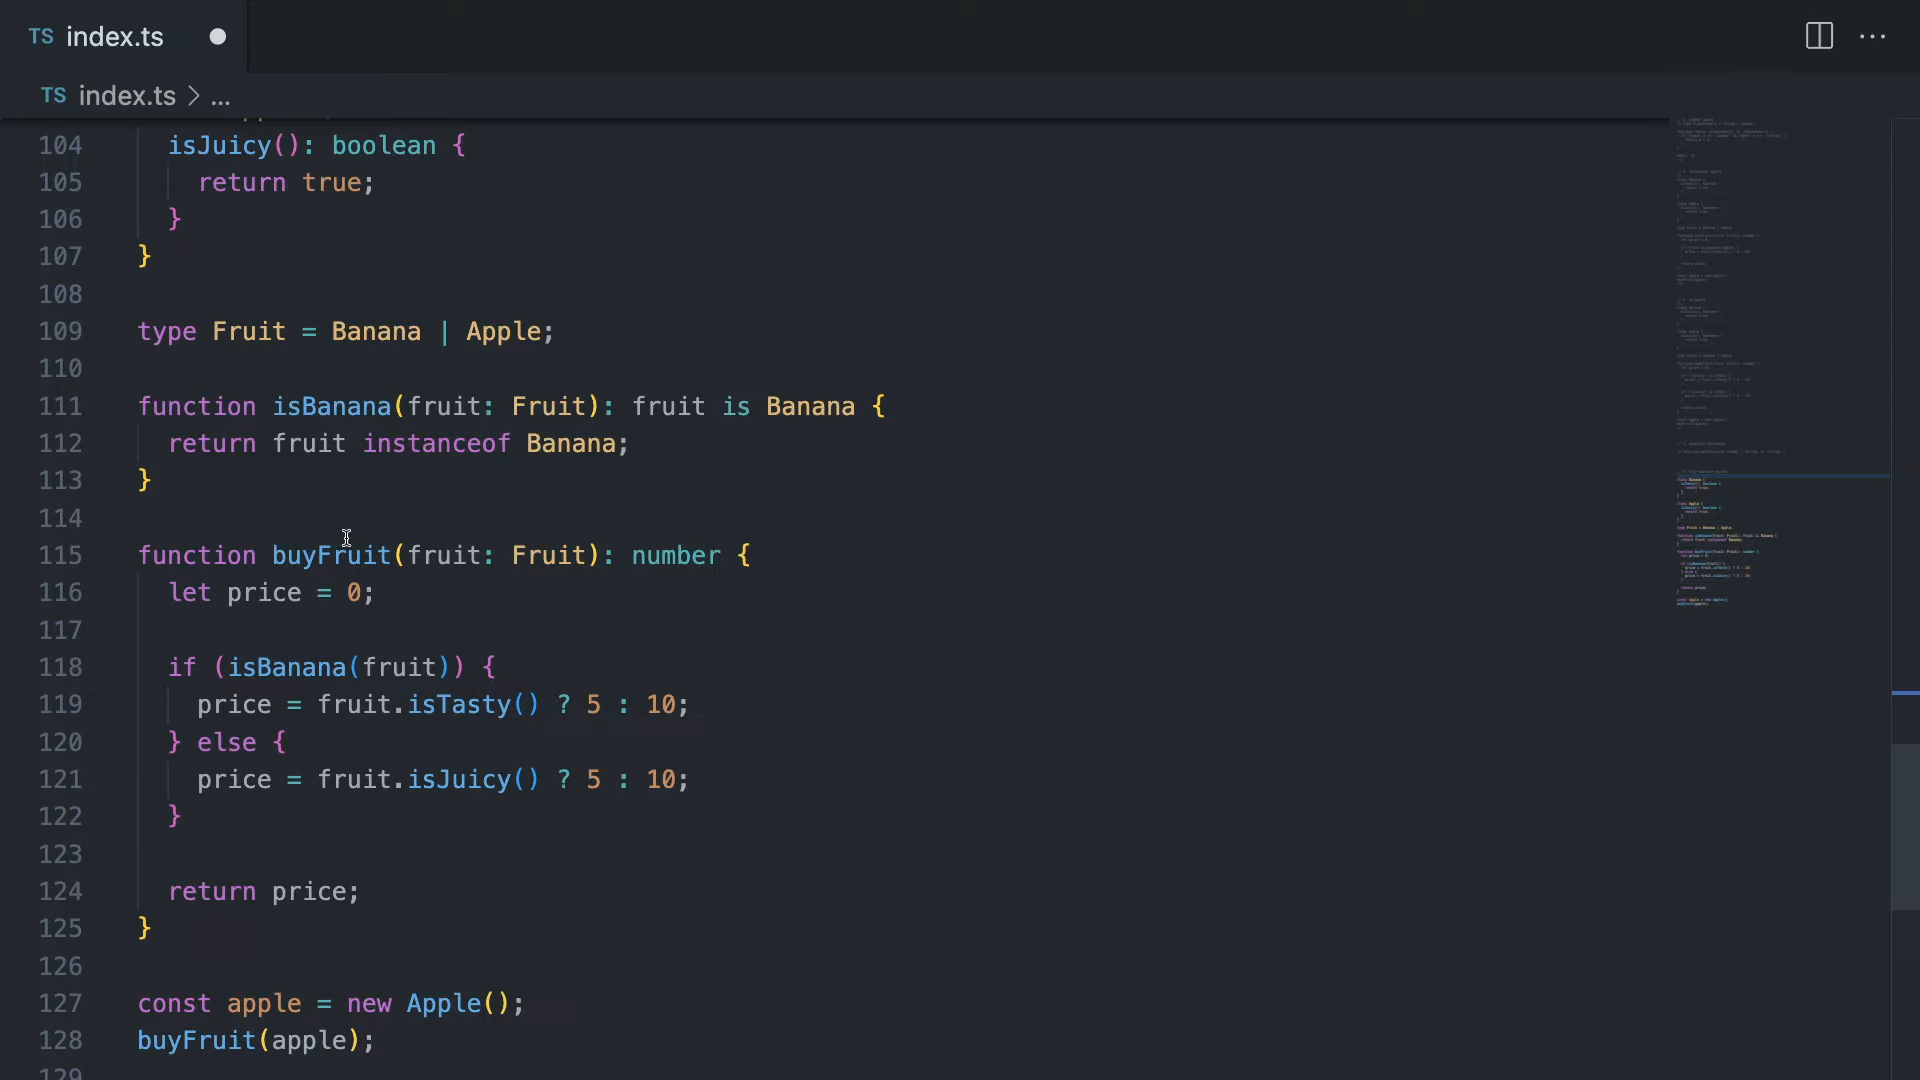 TS index.ts
TS index.ts > ...
104 isJuicy(): boolean {
105 return true;
106 }
107 }
108
109 type Fruit = Banana | Apple;
110
111 function isBanana(fruit: Fruit): fruit is Banana {
112 return fruit instanceof Banana;
113 }
114
115 function buyFruit(fruit: Fruit): number {
116 let price = 0;
117
118 if (isBanana(fruit)) {
119 price = fruit.isTasty() ? 5 : 10;
120 } else {
121 price = fruit.isJuicy() ? 5 : 10;
122 }
123
124 return price;
125 }
126
127 const apple = new Apple();
128 buyFruit(apple);
129